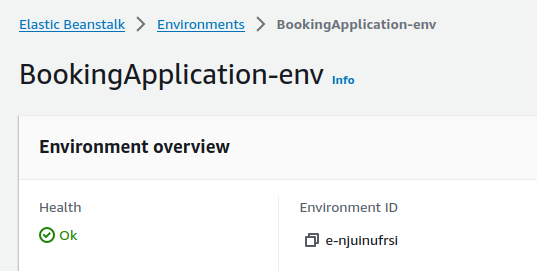 Elastic Beanstalk > Environments > BookingApplication-env
BookingApplication-env Info
Environment overview
Health
Ok
Environment ID
e-njuinufrsi